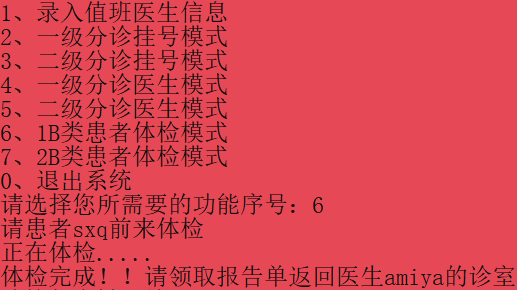 1、录入值班医生信息
2、一级分诊挂号模式
3、二级分诊挂号模式
4、一级分诊医生模式
5、二级分诊医生模式
6、1B类患者体检模式
7、2B类患者体检模式
0、退出系统
请选择您所需要的功能序号：6
请患者sxq前来体检
正在体检.....
体检完成！！请领取报告单返回医生amiya的诊室